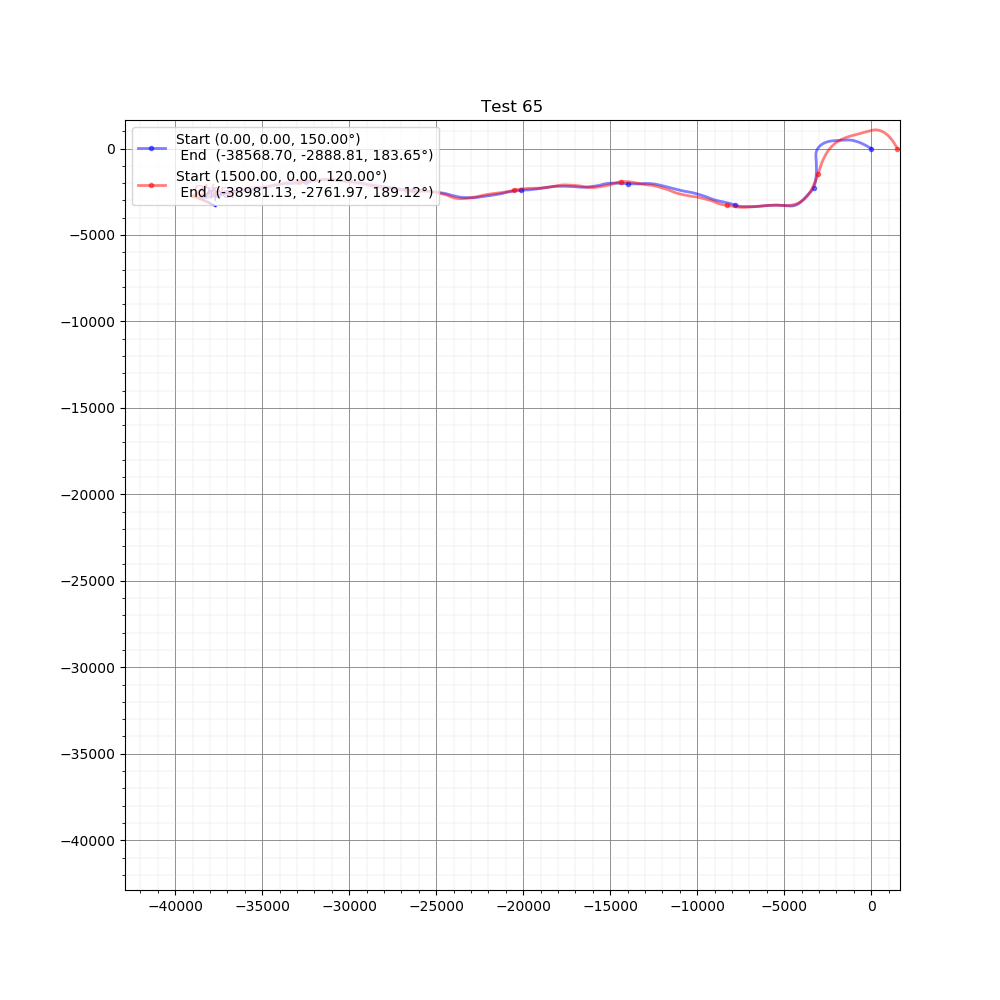 Test 65
Start (0.00, 0.00, 150.00°)
End (-38568.70, -2888.81, 183.65°)
Start (1500.00, 0.00, 120.00°)
End (-38981.13, -2761.97, 189.12°)
0
−5000
−10000
−15000
−20000
−25000
−30000
−35000
−40000
−40000 −35000 −30000 −25000 −20000 −15000 −10000 −5000 0